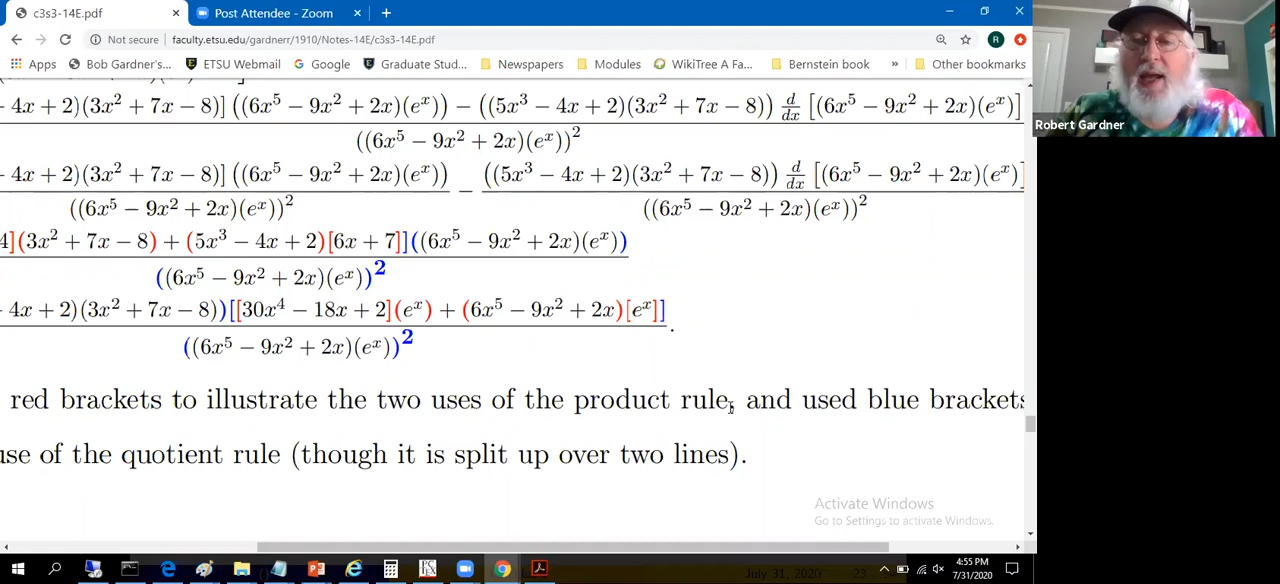 c3s3-14E.pdf × Post Attendee - Zoom × +
Not secure | faculty.etsu.edu/gardnerr/1910/Notes-14E/c3s3-14E.pdf R
Apps Bob Gardner's... ETSU Webmail Google Graduate Stud... Newspapers Modules WikiTree A Fa... Bernstein book » Other bookmarks
− 4x + 2)(3x² + 7x − 8)] ((6x⁵ − 9x² + 2x)(eˣ)) − ((5x³ − 4x + 2)(3x² + 7x − 8)) d/dx [(6x⁵ − 9x² + 2x)(eˣ)]
((6x⁵ − 9x² + 2x)(eˣ))²
− 4x + 2)(3x² + 7x − 8)] ((6x⁵ − 9x² + 2x)(eˣ)) − ((5x³ − 4x + 2)(3x² + 7x − 8)) d/dx [(6x⁵ − 9x² + 2x)(eˣ)]
((6x⁵ − 9x² + 2x)(eˣ))² ((6x⁵ − 9x² + 2x)(eˣ))²
4](3x² + 7x − 8) + (5x³ − 4x + 2)[6x + 7]]((6x⁵ − 9x² + 2x)(eˣ))
((6x⁵ − 9x² + 2x)(eˣ))²
4x + 2)(3x² + 7x − 8))[[30x⁴ − 18x + 2](eˣ) + (6x⁵ − 9x² + 2x)[eˣ]]
((6x⁵ − 9x² + 2x)(eˣ))² .
red brackets to illustrate the two uses of the product rule, and used blue brackets
use of the quotient rule (though it is split up over two lines).
Activate Windows
Go to Settings to activate Windows.
July 31, 2020 23
4:55 PM
7/31/2020
Robert Gardner